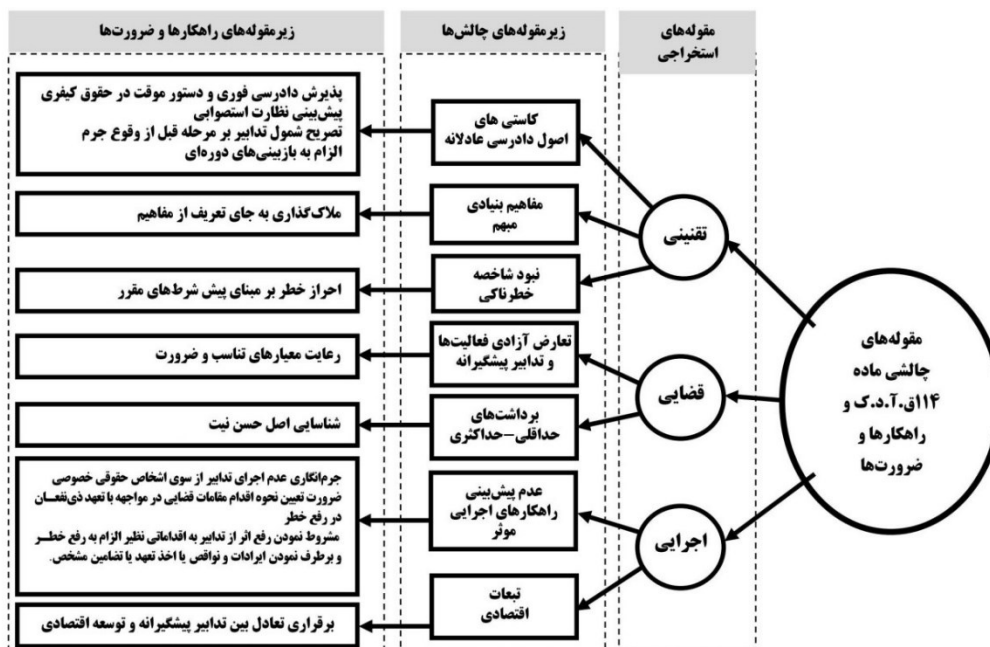 مقوله‌های
استخراجی
زیرمقوله‌های چالش‌ها
زیرمقوله‌های راهکارها و ضرورت‌ها
مقوله‌های
چالشی ماده
۱۱۴ق.آ.د.ک و
راهکارها و
ضرورت‌ها
تقنینی
کاستی های
اصول دادرسی عادلانه
پذیرش دادرسی فوری و دستور موقت در حقوق کیفری
پیش‌بینی نظارت استصوابی
تصریح شمول تدابیر بر مرحله قبل از وقوع جرم
الزام به بازبینی‌های دوره‌ای
مفاهیم بنیادی
مبهم
ملاک‌گذاری به جای تعریف از مفاهیم
نبود شاخصه
خطرناکی
احراز خطر بر مبنای پیش شرط‌های مقرر
قضایی
تعارض آزادی فعالیت‌ها
و تدابیر پیشگیرانه
رعایت معیارهای تناسب و ضرورت
برداشت‌های
حداقلی-حداکثری
شناسایی اصل حسن نیت
اجرایی
عدم پیش‌بینی
راهکارهای اجرایی
موثر
جرم‌انگاری عدم اجرای تدابیر از سوی اشخاص حقوقی خصوصی
ضرورت تعیین نحوه اقدام مقامات قضایی در مواجهه با تعهد ذی‌نفعان
در رفع خطر
مشروط نمودن رفع اثر از تدابیر به اقداماتی نظیر الزام به رفع خطر
و برطرف نمودن ایرادات و نواقص یا اخذ تعهد یا تضامین مشخص.
تبعات
اقتصادی
برقراری تعادل بین تدابیر پیشگیرانه و توسعه اقتصادی